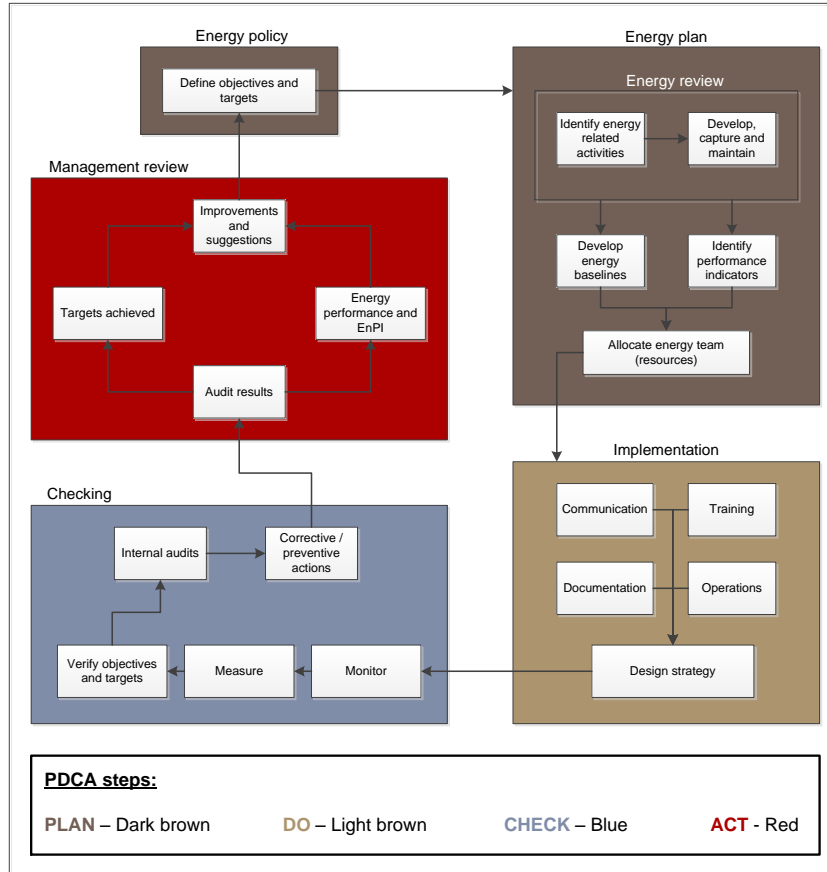 Energy policy
Define objectives and
targets
Energy plan
Energy review
Identify energy
related
activities
Develop,
capture and
maintain
Develop
energy
baselines
Identify
performance
indicators
Allocate energy team
(resources)
Management review
Improvements
and
suggestions
Targets achieved
Energy
performance and
EnPI
Audit results
Implementation
Communication
Training
Documentation
Operations
Design strategy
Checking
Internal audits
Corrective /
preventive
actions
Verify objectives
and targets
Measure
Monitor
PDCA steps:
PLAN – Dark brown
DO – Light brown
CHECK – Blue
ACT - Red